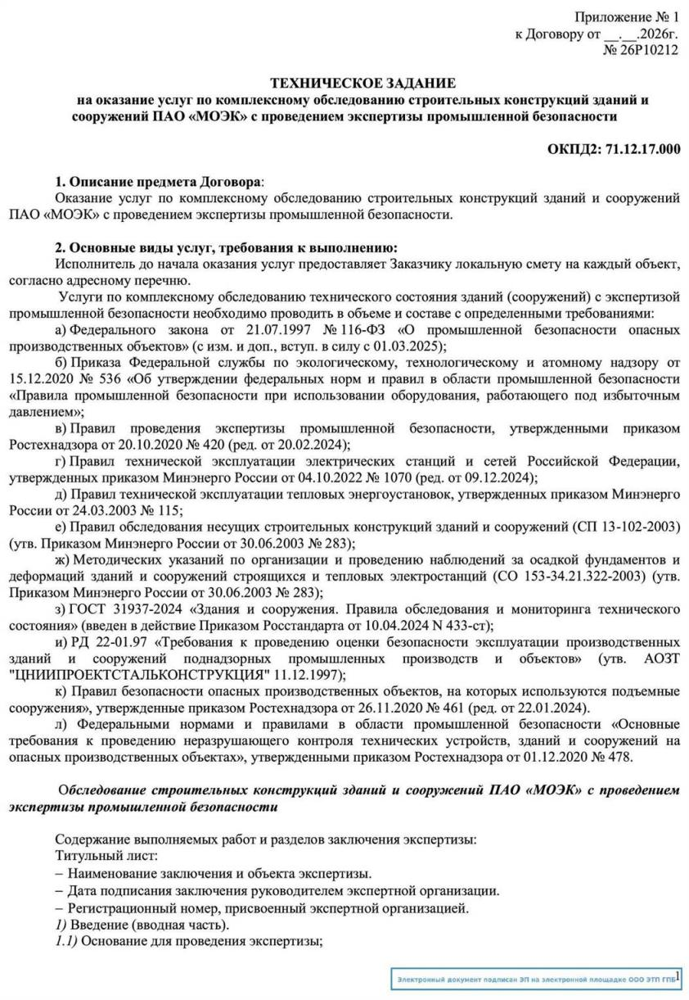 Приложение № 1
к Договору от __.__.2026г.
№ 26Р10212
ТЕХНИЧЕСКОЕ ЗАДАНИЕ
на оказание услуг по комплексному обследованию строительных конструкций зданий и
сооружений ПАО «МОЭК» с проведением экспертизы промышленной безопасности
ОКПД2: 71.12.17.000
1. Описание предмета Договора:
Оказание услуг по комплексному обследованию строительных конструкций зданий и сооружений
ПАО «МОЭК» с проведением экспертизы промышленной безопасности.
2. Основные виды услуг, требования к выполнению:
Исполнитель до начала оказания услуг предоставляет Заказчику локальную смету на каждый объект,
согласно адресному перечню.
Услуги по комплексному обследованию технического состояния зданий (сооружений) с экспертизой
промышленной безопасности необходимо проводить в объеме и составе с определенными требованиями:
а) Федерального закона от 21.07.1997 № 116-ФЗ «О промышленной безопасности опасных
производственных объектов» (с изм. и доп., вступ. в силу с 01.03.2025);
б) Приказа Федеральной службы по экологическому, технологическому и атомному надзору от
15.12.2020 № 536 «Об утверждении федеральных норм и правил в области промышленной безопасности
«Правила промышленной безопасности при использовании оборудования, работающего под избыточным
давлением»;
в) Правил проведения экспертизы промышленной безопасности, утвержденными приказом
Ростехнадзора от 20.10.2020 № 420 (ред. от 20.02.2024);
г) Правил технической эксплуатации электрических станций и сетей Российской Федерации,
утвержденных приказом Минэнерго России от 04.10.2022 № 1070 (ред. от 09.12.2024);
д) Правил технической эксплуатации тепловых энергоустановок, утвержденных приказом Минэнерго
России от 24.03.2003 № 115;
е) Правил обследования несущих строительных конструкций зданий и сооружений (СП 13-102-2003)
(утв. Приказом Минэнерго России от 30.06.2003 № 283);
ж) Методических указаний по организации и проведению наблюдений за осадкой фундаментов и
деформаций зданий и сооружений строящихся и тепловых электростанций (СО 153-34.21.322-2003) (утв.
Приказом Минэнерго России от 30.06.2003 № 283);
з) ГОСТ 31937-2024 «Здания и сооружения. Правила обследования и мониторинга технического
состояния» (введен в действие Приказом Росстандарта от 10.04.2024 N 433-ст);
и) РД 22-01.97 «Требования к проведению оценки безопасности эксплуатации производственных
зданий и сооружений поднадзорных промышленных производств и объектов» (утв. АОЗТ
"ЦНИИПРОЕКТСТАЛЬКОНСТРУКЦИЯ" 11.12.1997);
к) Правил безопасности опасных производственных объектов, на которых используются подъемные
сооружения», утвержденные приказом Ростехнадзора от 26.11.2020 № 461 (ред. от 22.01.2024).
л) Федеральными нормами и правилами в области промышленной безопасности «Основные
требования к проведению неразрушающего контроля технических устройств, зданий и сооружений на
опасных производственных объектах», утвержденными приказом Ростехнадзора от 01.12.2020 № 478.
Обследование строительных конструкций зданий и сооружений ПАО «МОЭК» с проведением
экспертизы промышленной безопасности
Содержание выполняемых работ и разделов заключения экспертизы:
Титульный лист:
– Наименование заключения и объекта экспертизы.
– Дата подписания заключения руководителем экспертной организации.
– Регистрационный номер, присвоенный экспертной организацией.
1) Введение (вводная часть).
1.1) Основание для проведения экспертизы;
Электронный документ подписан ЭП на электронной площадке ООО ЭТП ГПБ
1